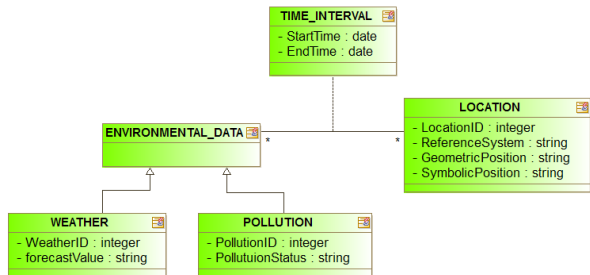 TIME_INTERVAL
- StartTime : date
- EndTime : date
LOCATION
- LocationID : integer
- ReferenceSystem : string
- GeometricPosition : string
- SymbolicPosition : string
ENVIRONMENTAL_DATA
* *
WEATHER
- WeatherID : integer
- forecastValue : string
POLLUTION
- PollutionID : integer
- PollutuionStatus : string